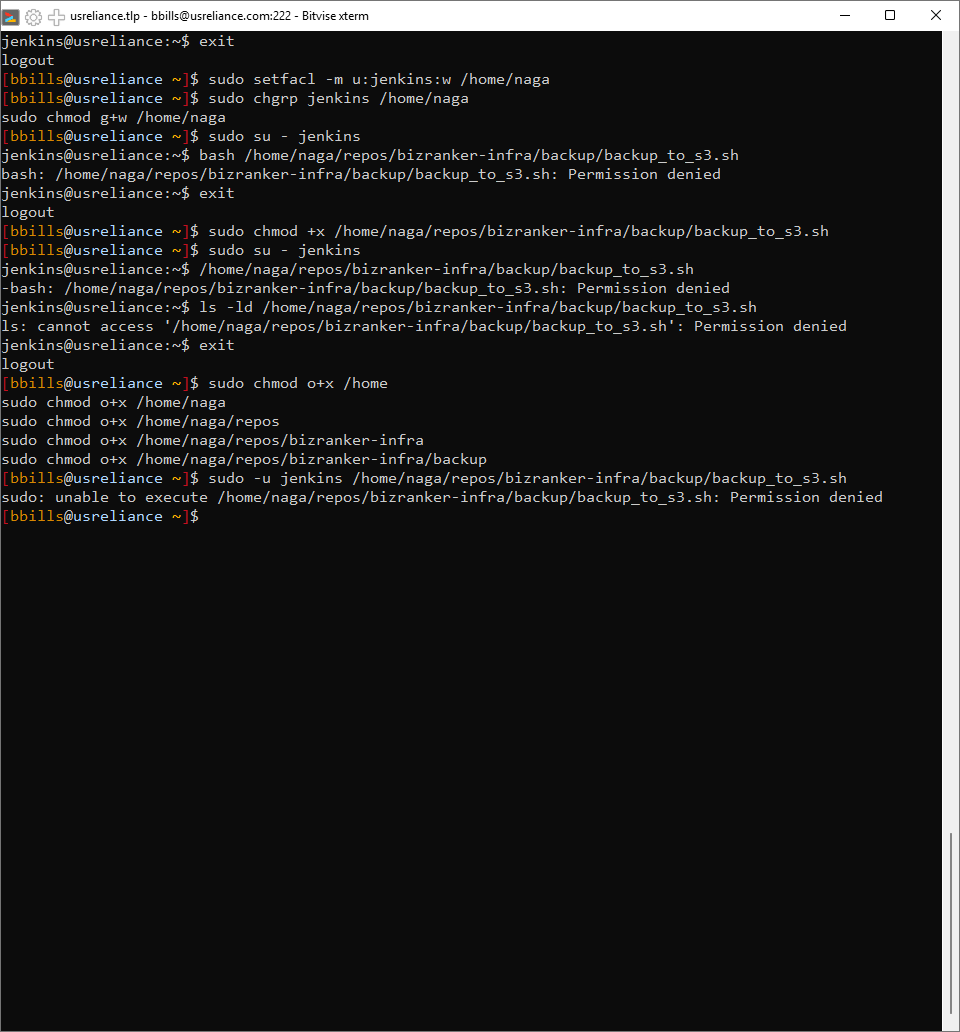 usreliance.tlp - bbills@usreliance.com:222 - Bitvise xterm
jenkins@usreliance:~$ exit
logout
[bbills@usreliance ~]$ sudo setfacl -m u:jenkins:w /home/naga
[bbills@usreliance ~]$ sudo chgrp jenkins /home/naga
sudo chmod g+w /home/naga
[bbills@usreliance ~]$ sudo su - jenkins
jenkins@usreliance:~$ bash /home/naga/repos/bizranker-infra/backup/backup_to_s3.sh
bash: /home/naga/repos/bizranker-infra/backup/backup_to_s3.sh: Permission denied
jenkins@usreliance:~$ exit
logout
[bbills@usreliance ~]$ sudo chmod +x /home/naga/repos/bizranker-infra/backup/backup_to_s3.sh
[bbills@usreliance ~]$ sudo su - jenkins
jenkins@usreliance:~$ /home/naga/repos/bizranker-infra/backup/backup_to_s3.sh
-bash: /home/naga/repos/bizranker-infra/backup/backup_to_s3.sh: Permission denied
jenkins@usreliance:~$ ls -ld /home/naga/repos/bizranker-infra/backup/backup_to_s3.sh
ls: cannot access '/home/naga/repos/bizranker-infra/backup/backup_to_s3.sh': Permission denied
jenkins@usreliance:~$ exit
logout
[bbills@usreliance ~]$ sudo chmod o+x /home
sudo chmod o+x /home/naga
sudo chmod o+x /home/naga/repos
sudo chmod o+x /home/naga/repos/bizranker-infra
sudo chmod o+x /home/naga/repos/bizranker-infra/backup
[bbills@usreliance ~]$ sudo -u jenkins /home/naga/repos/bizranker-infra/backup/backup_to_s3.sh
sudo: unable to execute /home/naga/repos/bizranker-infra/backup/backup_to_s3.sh: Permission denied
[bbills@usreliance ~]$